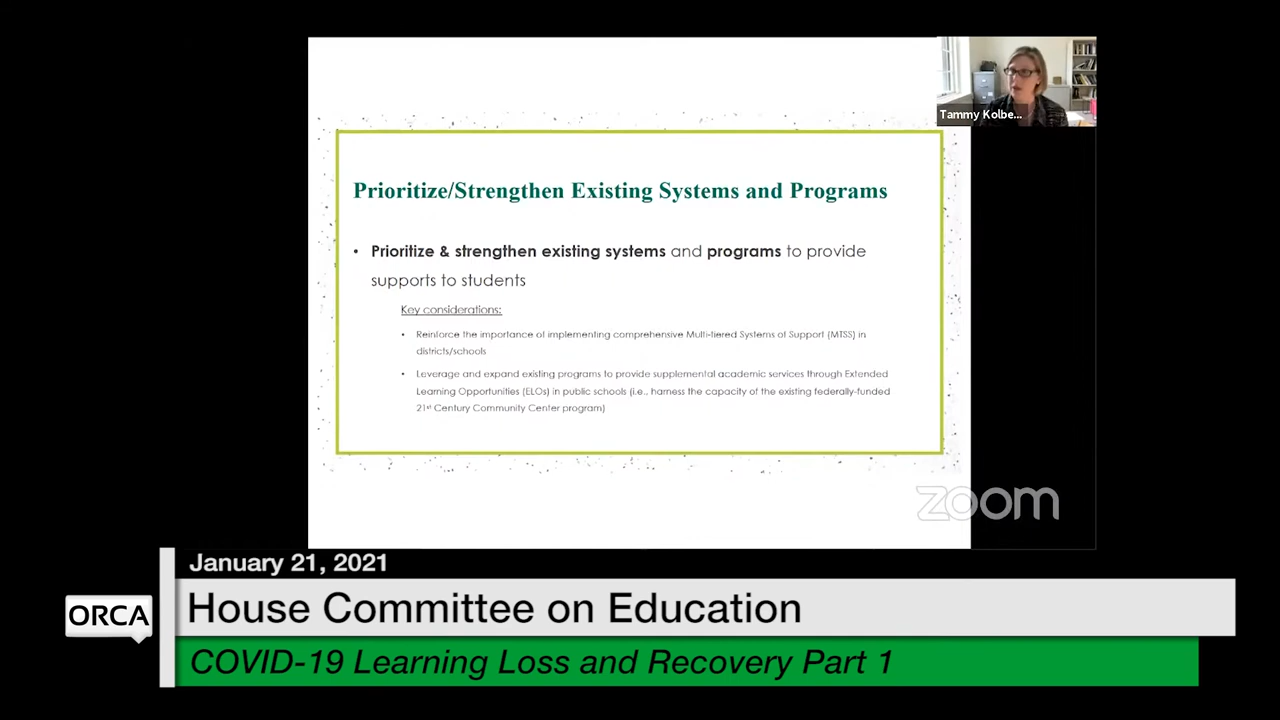 Tammy Kolbe...
Prioritize/Strengthen Existing Systems and Programs
• Prioritize & strengthen existing systems and programs to provide
supports to students
Key considerations:
• Reinforce the importance of implementing comprehensive Multi-tiered Systems of Support (MTSS) in
districts/schools
• Leverage and expand existing programs to provide supplemental academic services through Extended
Learning Opportunities (ELOs) in public schools (i.e., harness the capacity of the existing federally-funded
21st Century Community Center program)
zoom
January 21, 2021
ORCA
House Committee on Education
COVID-19 Learning Loss and Recovery Part 1